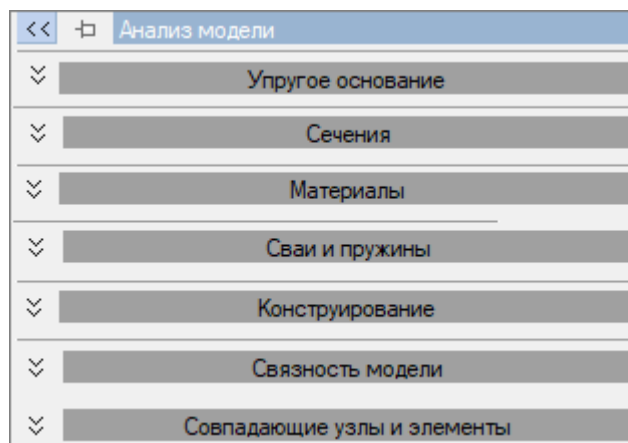 << Анализ модели
Упругое основание
Сечения
Материалы
Сваи и пружины
Конструирование
Связность модели
Совпадающие узлы и элементы